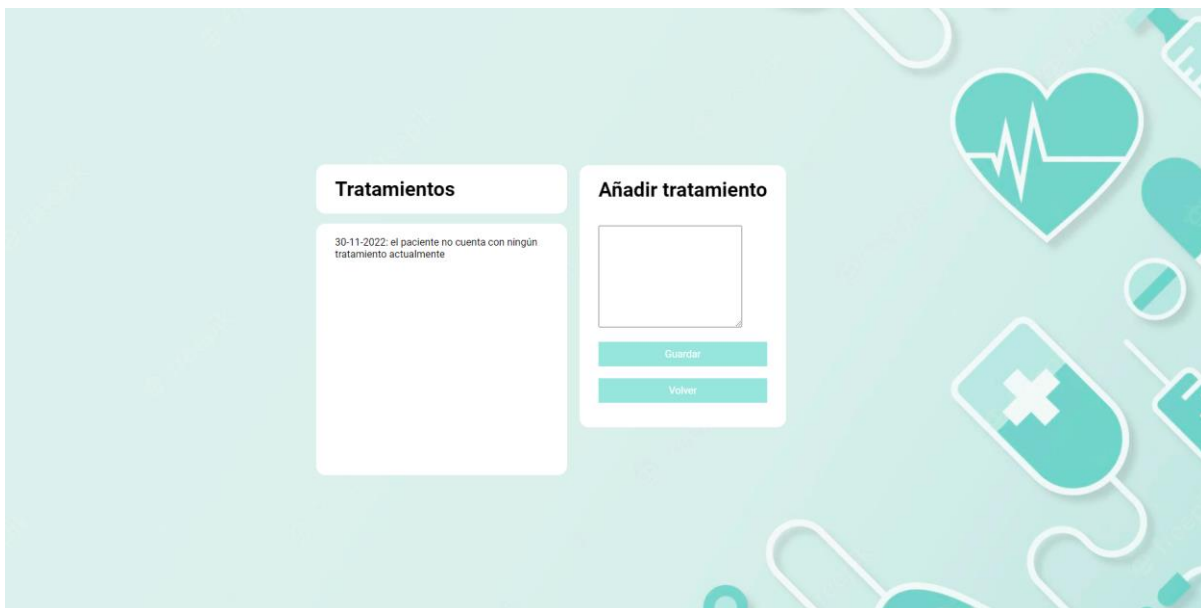 Tratamientos
30-11-2022: el paciente no cuenta con ningún
tratamiento actualmente
Añadir tratamiento
Guardar
Volver